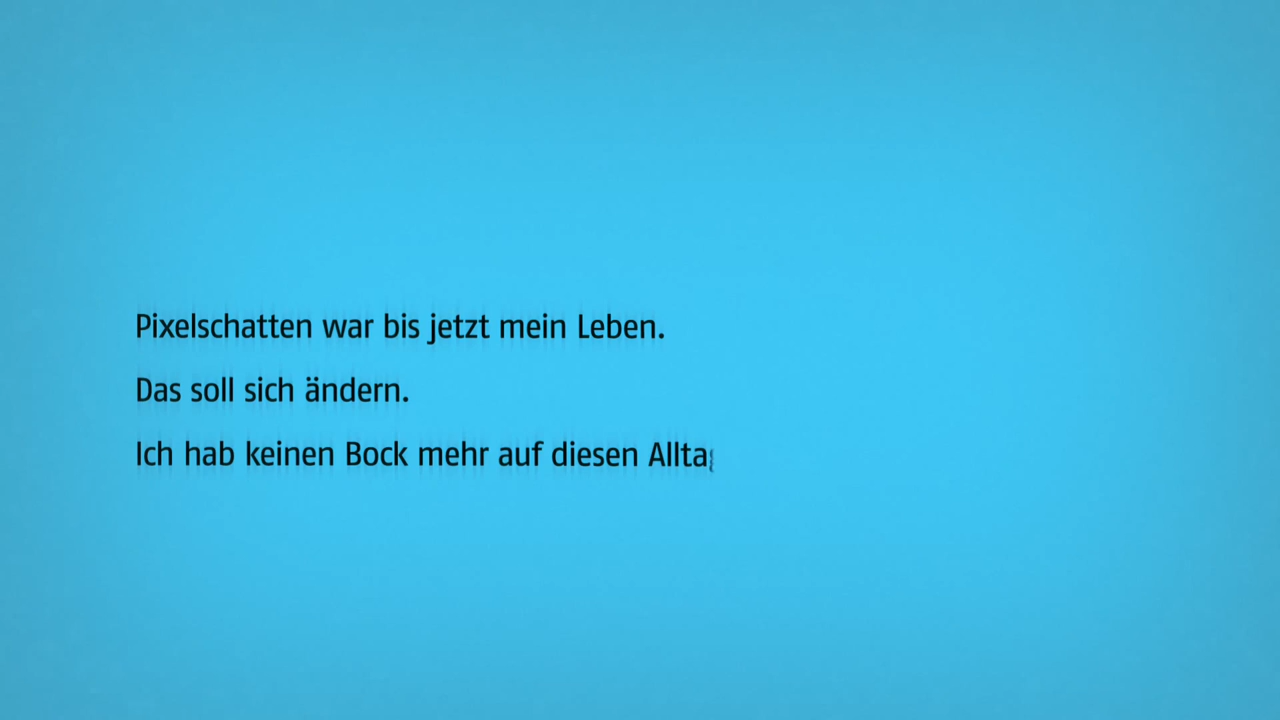 Pixelschatten war bis jetzt mein Leben.
Das soll sich ändern.
Ich hab keinen Bock mehr auf diesen Allta